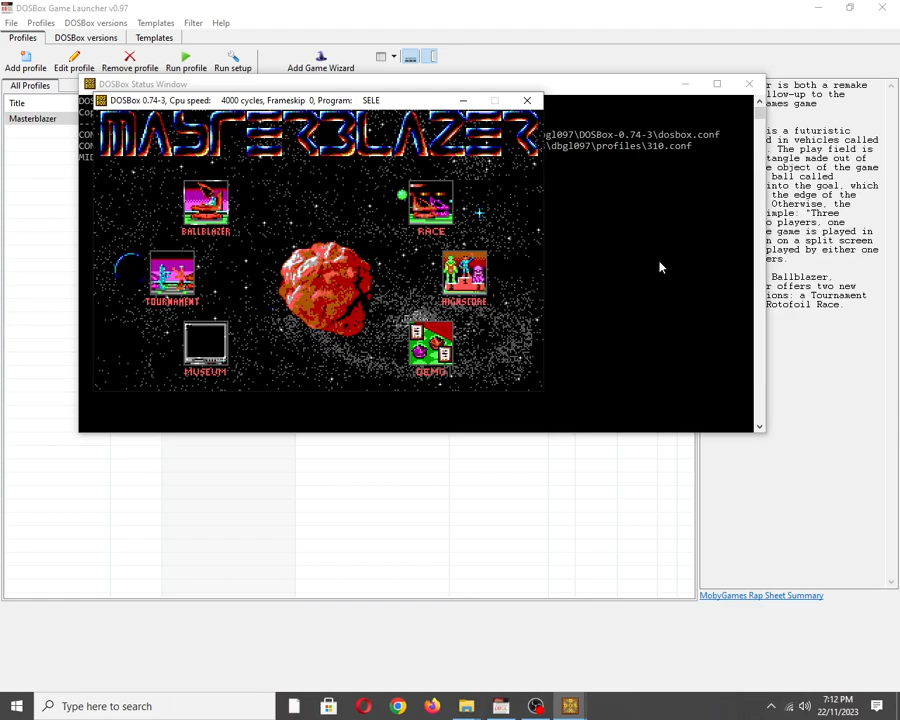 DOSBox Game Launcher v0.97
File Profiles DOSBox versions Templates Filter Help
Profiles DOSBox versions Templates
Add profile Edit profile Remove profile Run profile Run setup Add Game Wizard
All Profiles
Title
Masterblazer
DOSBox Status Window
DOSBox 0.74-3, Cpu speed: 4000 cycles, Frameskip 0, Program: SELE
DOS
CON
CON
MID
gl097\DOSBox-0.74-3\dosbox.conf
\dbgl097\profiles\310.conf
MASTERBLAZER
BALLBLAZER
RACE
TOURNAMENT
HIGHSCORE
MUSEUM
DEMO
r is both a remake
llow-up to the
ames game
is a futuristic
d in vehicles called
. The play field is
tangle made out of
e object of the game
ball called
into the goal, which
the edge of the
Otherwise, the
imple: "Three
o players, one
e game is played in
n on a split screen
played by either one
ers.
Ballblazer,
r offers two new
ions: a Tournament
Rotofoil Race.
MobyGames Rap Sheet Summary
Type here to search
7:12 PM
22/11/2023